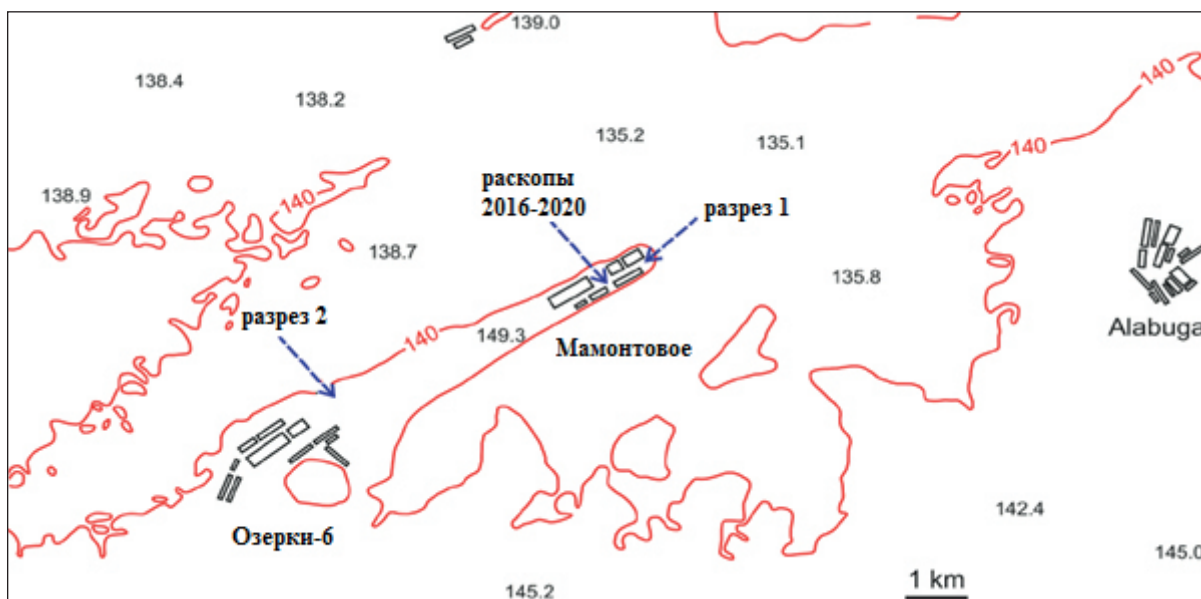 139.0
138.4
138.2
140
135.2
135.1
140
138.9
раскопы
2016-2020
разрез 1
140
138.7
135.8
разрез 2
140
149.3
Мамонтовое
Alabuga
Озерки-6
142.4
145.0
145.2
1 km